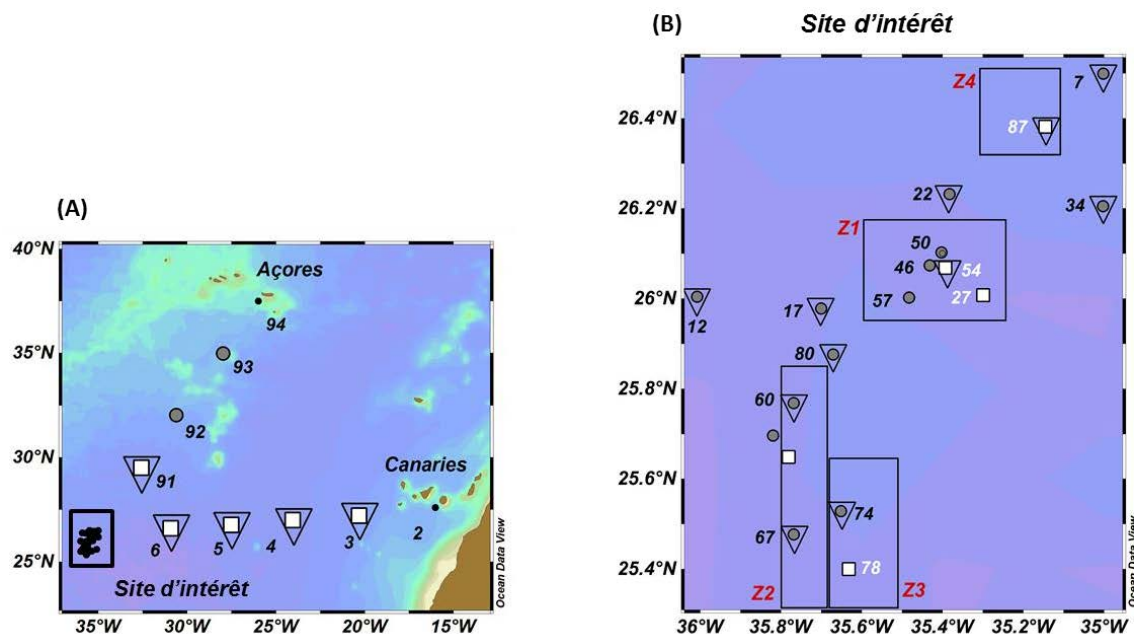 (A)
40°N
35°N
30°N
25°N
35°W 30°W 25°W 20°W 15°W
Açores
94
93
92
91
Canaries
2
6 5 4 3
Site d'intérêt
Ocean Data View
(B)
Site d'intérêt
26.4°N
26.2°N
26°N
25.8°N
25.6°N
25.4°N
36°W 35.8°W 35.6°W 35.4°W 35.2°W 35°W
Z4
7
87
22
34
Z1
50
46
54
57
27
12
17
80
60
74
67
78
Z2
Z3
Ocean Data View